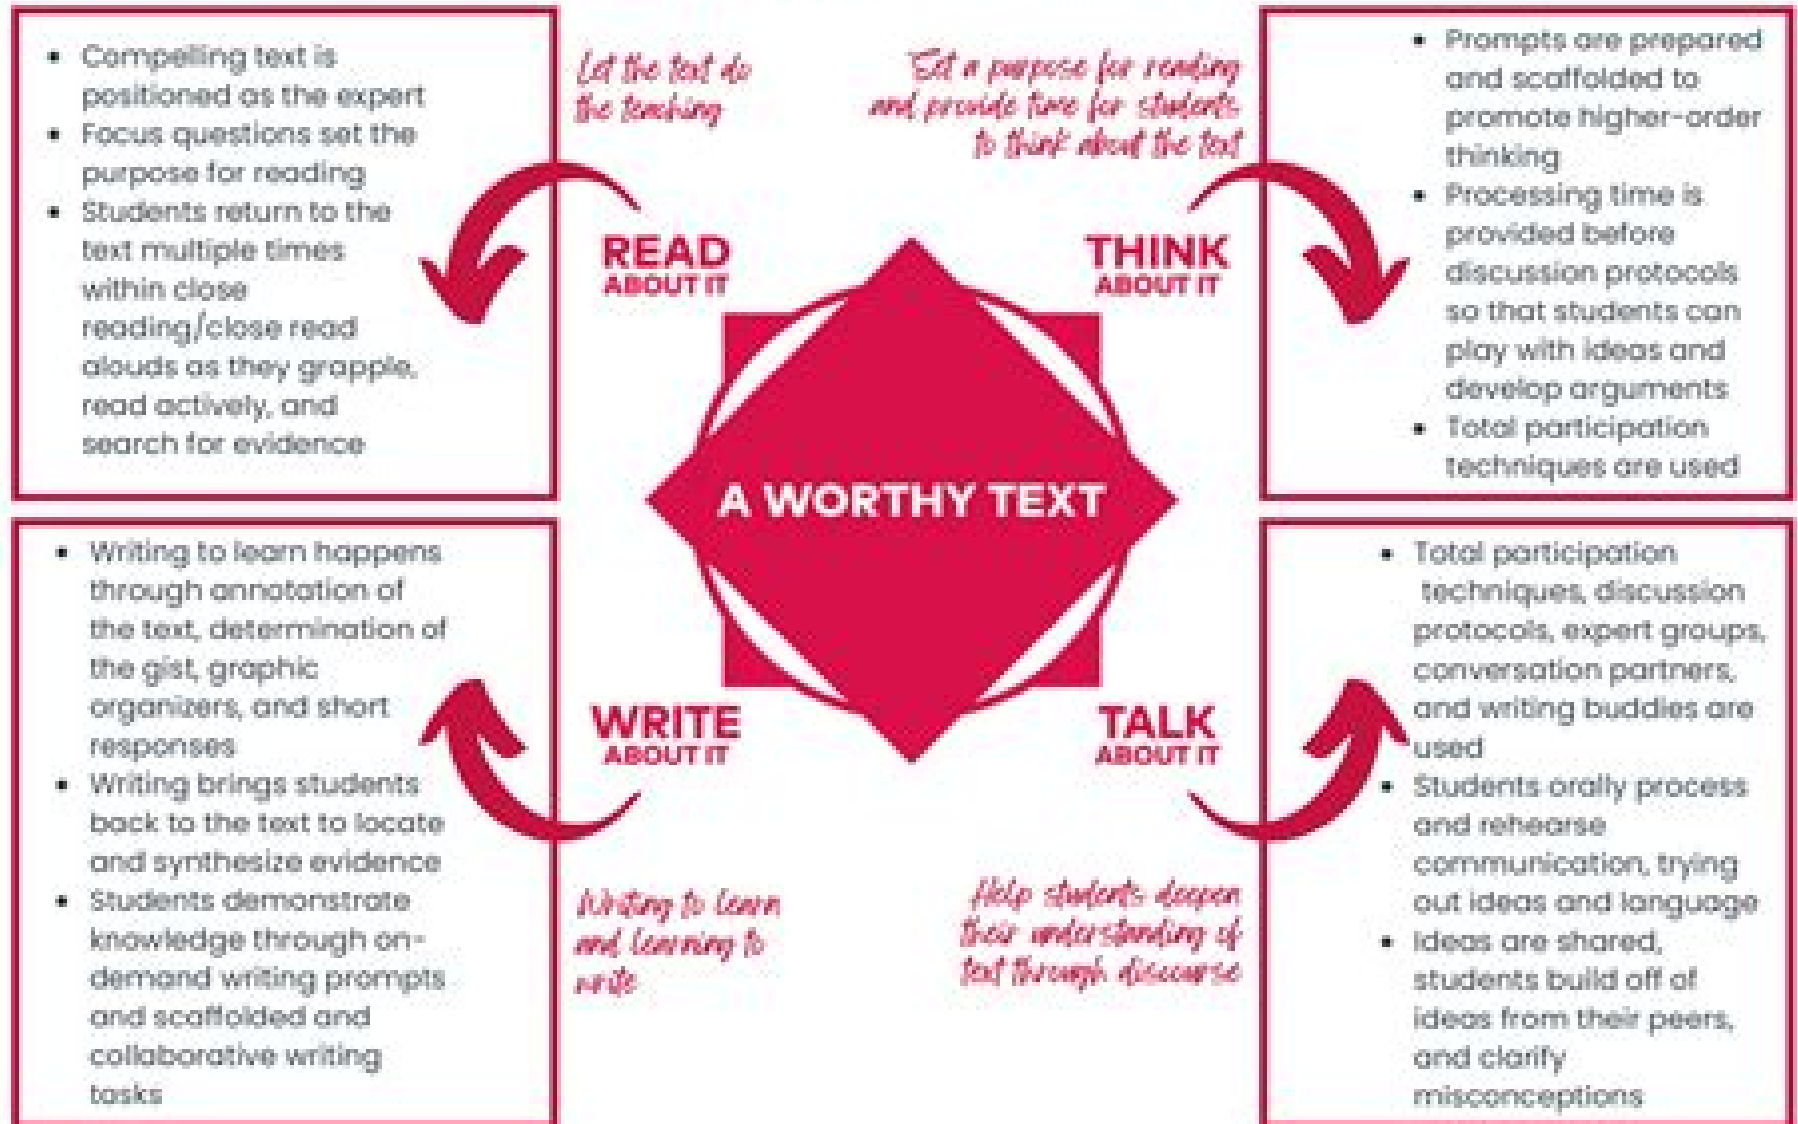 • Compelling text is
positioned as the expert
• Focus questions set the
purpose for reading
• Students return to the
text multiple times
within close
reading/close read
alouds as they grapple,
read actively, and
search for evidence
Let the text do
the teaching
READ
ABOUT IT
Set a purpose for reading
and provide time for students
to think about the text
THINK
ABOUT IT
• Prompts are prepared
and scaffolded to
promote higher-order
thinking
• Processing time is
provided before
discussion protocols
so that students can
play with ideas and
develop arguments
• Total participation
techniques are used
A WORTHY TEXT
• Writing to learn happens
through annotation of
the text, determination of
the gist, graphic
organizers, and short
responses
• Writing brings students
back to the text to locate
and synthesize evidence
• Students demonstrate
knowledge through on-
demand writing prompts
and scaffolded and
collaborative writing
tasks
WRITE
ABOUT IT
Writing to learn
and learning to
write
TALK
ABOUT IT
Help students deepen
their understanding of
text through discourse
• Total participation
techniques, discussion
protocols, expert groups,
conversation partners,
and writing buddies are
used
• Students orally process
and rehearse
communication, trying
out ideas and language
• Ideas are shared,
students build off of
ideas from their peers,
and clarify
misconceptions